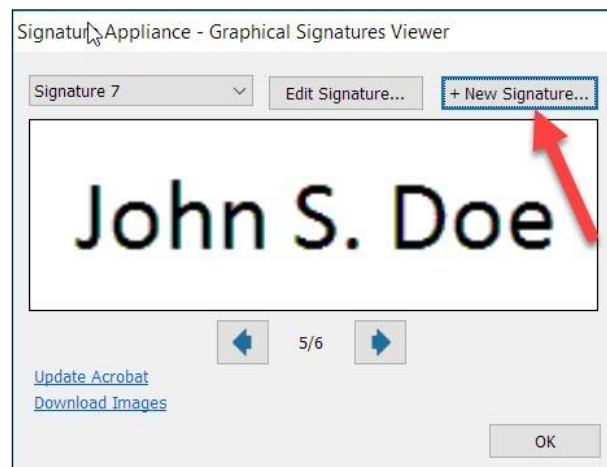 Signature Appliance - Graphical Signatures Viewer
Signature 7 Edit Signature... + New Signature...
John S. Doe
5/6
Update Acrobat
Download Images
OK